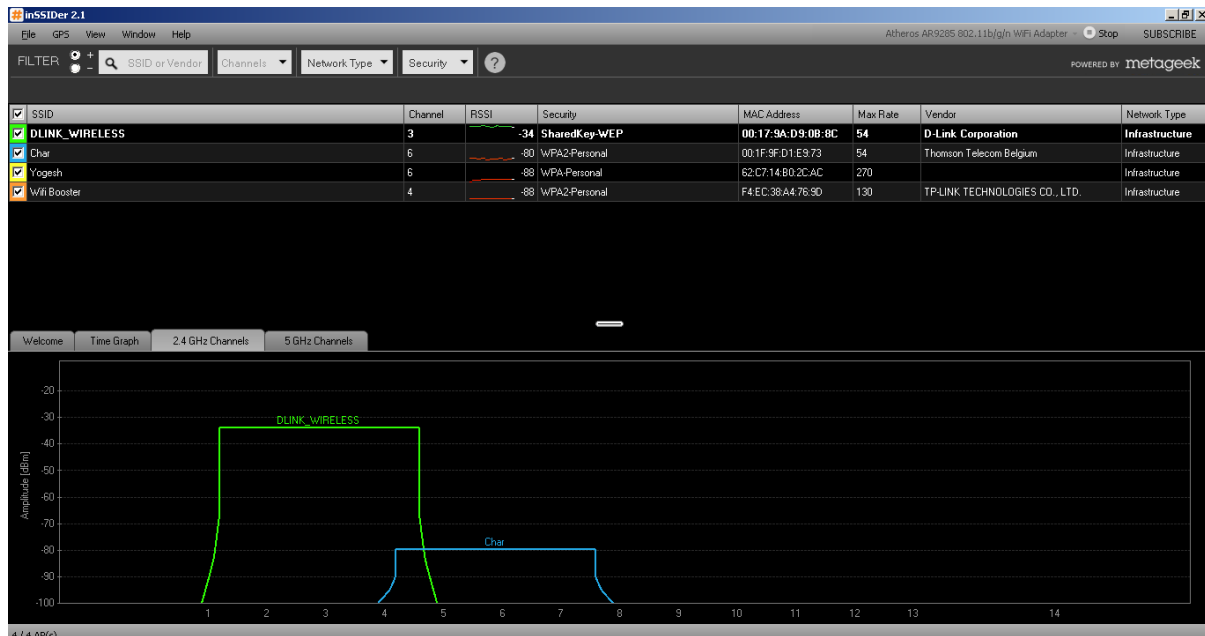 inSSIDer 2.1
File GPS View Window Help Atheros AR9285 802.11b/g/n WiFi Adapter - Stop SUBSCRIBE
FILTER + - SSID or Vendor Channels Network Type Security ? POWERED BY metageek
SSID Channel RSSI Security MAC Address Max Rate Vendor Network Type
DLINK_WIRELESS 3 -34 SharedKey-WEP 00:17:9A:D9:0B:8C 54 D-Link Corporation Infrastructure
Char 6 -80 WPA2-Personal 00:1F:9F:D1:E9:73 54 Thomson Telecom Belgium Infrastructure
Yogesh 6 -88 WPA-Personal 62:C7:14:B0:2C:AC 270 Infrastructure
Wifi Booster 4 -88 WPA2-Personal F4:EC:38:A4:76:9D 130 TP-LINK TECHNOLOGIES CO., LTD. Infrastructure
Welcome Time Graph 2.4 GHz Channels 5 GHz Channels
Amplitude [dBm]
-20
-30
DLINK_WIRELESS
-40
-50
-60
-70
-80
Char
-90
-100
1 2 3 4 5 6 7 8 9 10 11 12 13 14
4 / 4 AP(s)